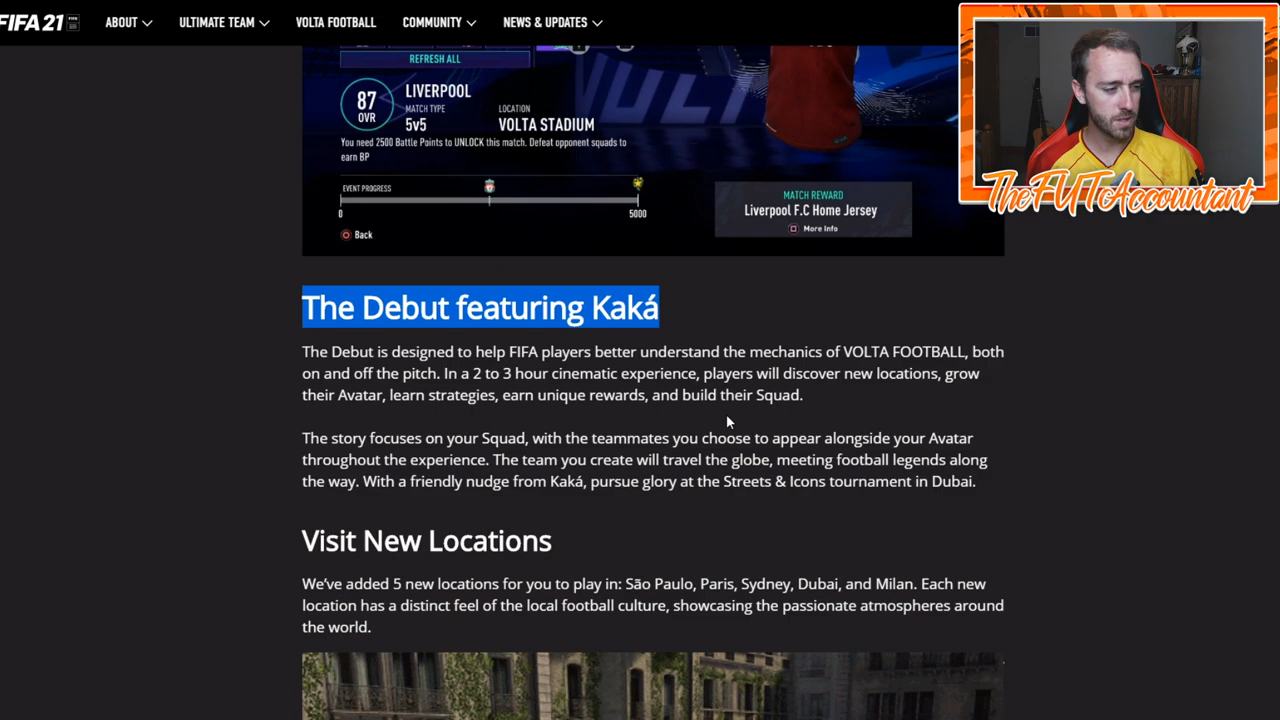 FIFA 21 ABOUT ULTIMATE TEAM VOLTA FOOTBALL COMMUNITY NEWS & UPDATES
REFRESH ALL
87
OVR
LIVERPOOL
MATCH TYPE
5v5
LOCATION
VOLTA STADIUM
You need 2500 Battle Points to UNLOCK this match. Defeat opponent squads to
earn BP
EVENT PROGRESS
0
5000
Back
MATCH REWARD
Liverpool F.C Home Jersey
More Info
TheFUTAccountant
The Debut featuring Kaká
The Debut is designed to help FIFA players better understand the mechanics of VOLTA FOOTBALL, both
on and off the pitch. In a 2 to 3 hour cinematic experience, players will discover new locations, grow
their Avatar, learn strategies, earn unique rewards, and build their Squad.
The story focuses on your Squad, with the teammates you choose to appear alongside your Avatar
throughout the experience. The team you create will travel the globe, meeting football legends along
the way. With a friendly nudge from Kaká, pursue glory at the Streets & Icons tournament in Dubai.
Visit New Locations
We've added 5 new locations for you to play in: São Paulo, Paris, Sydney, Dubai, and Milan. Each new
location has a distinct feel of the local football culture, showcasing the passionate atmospheres around
the world.